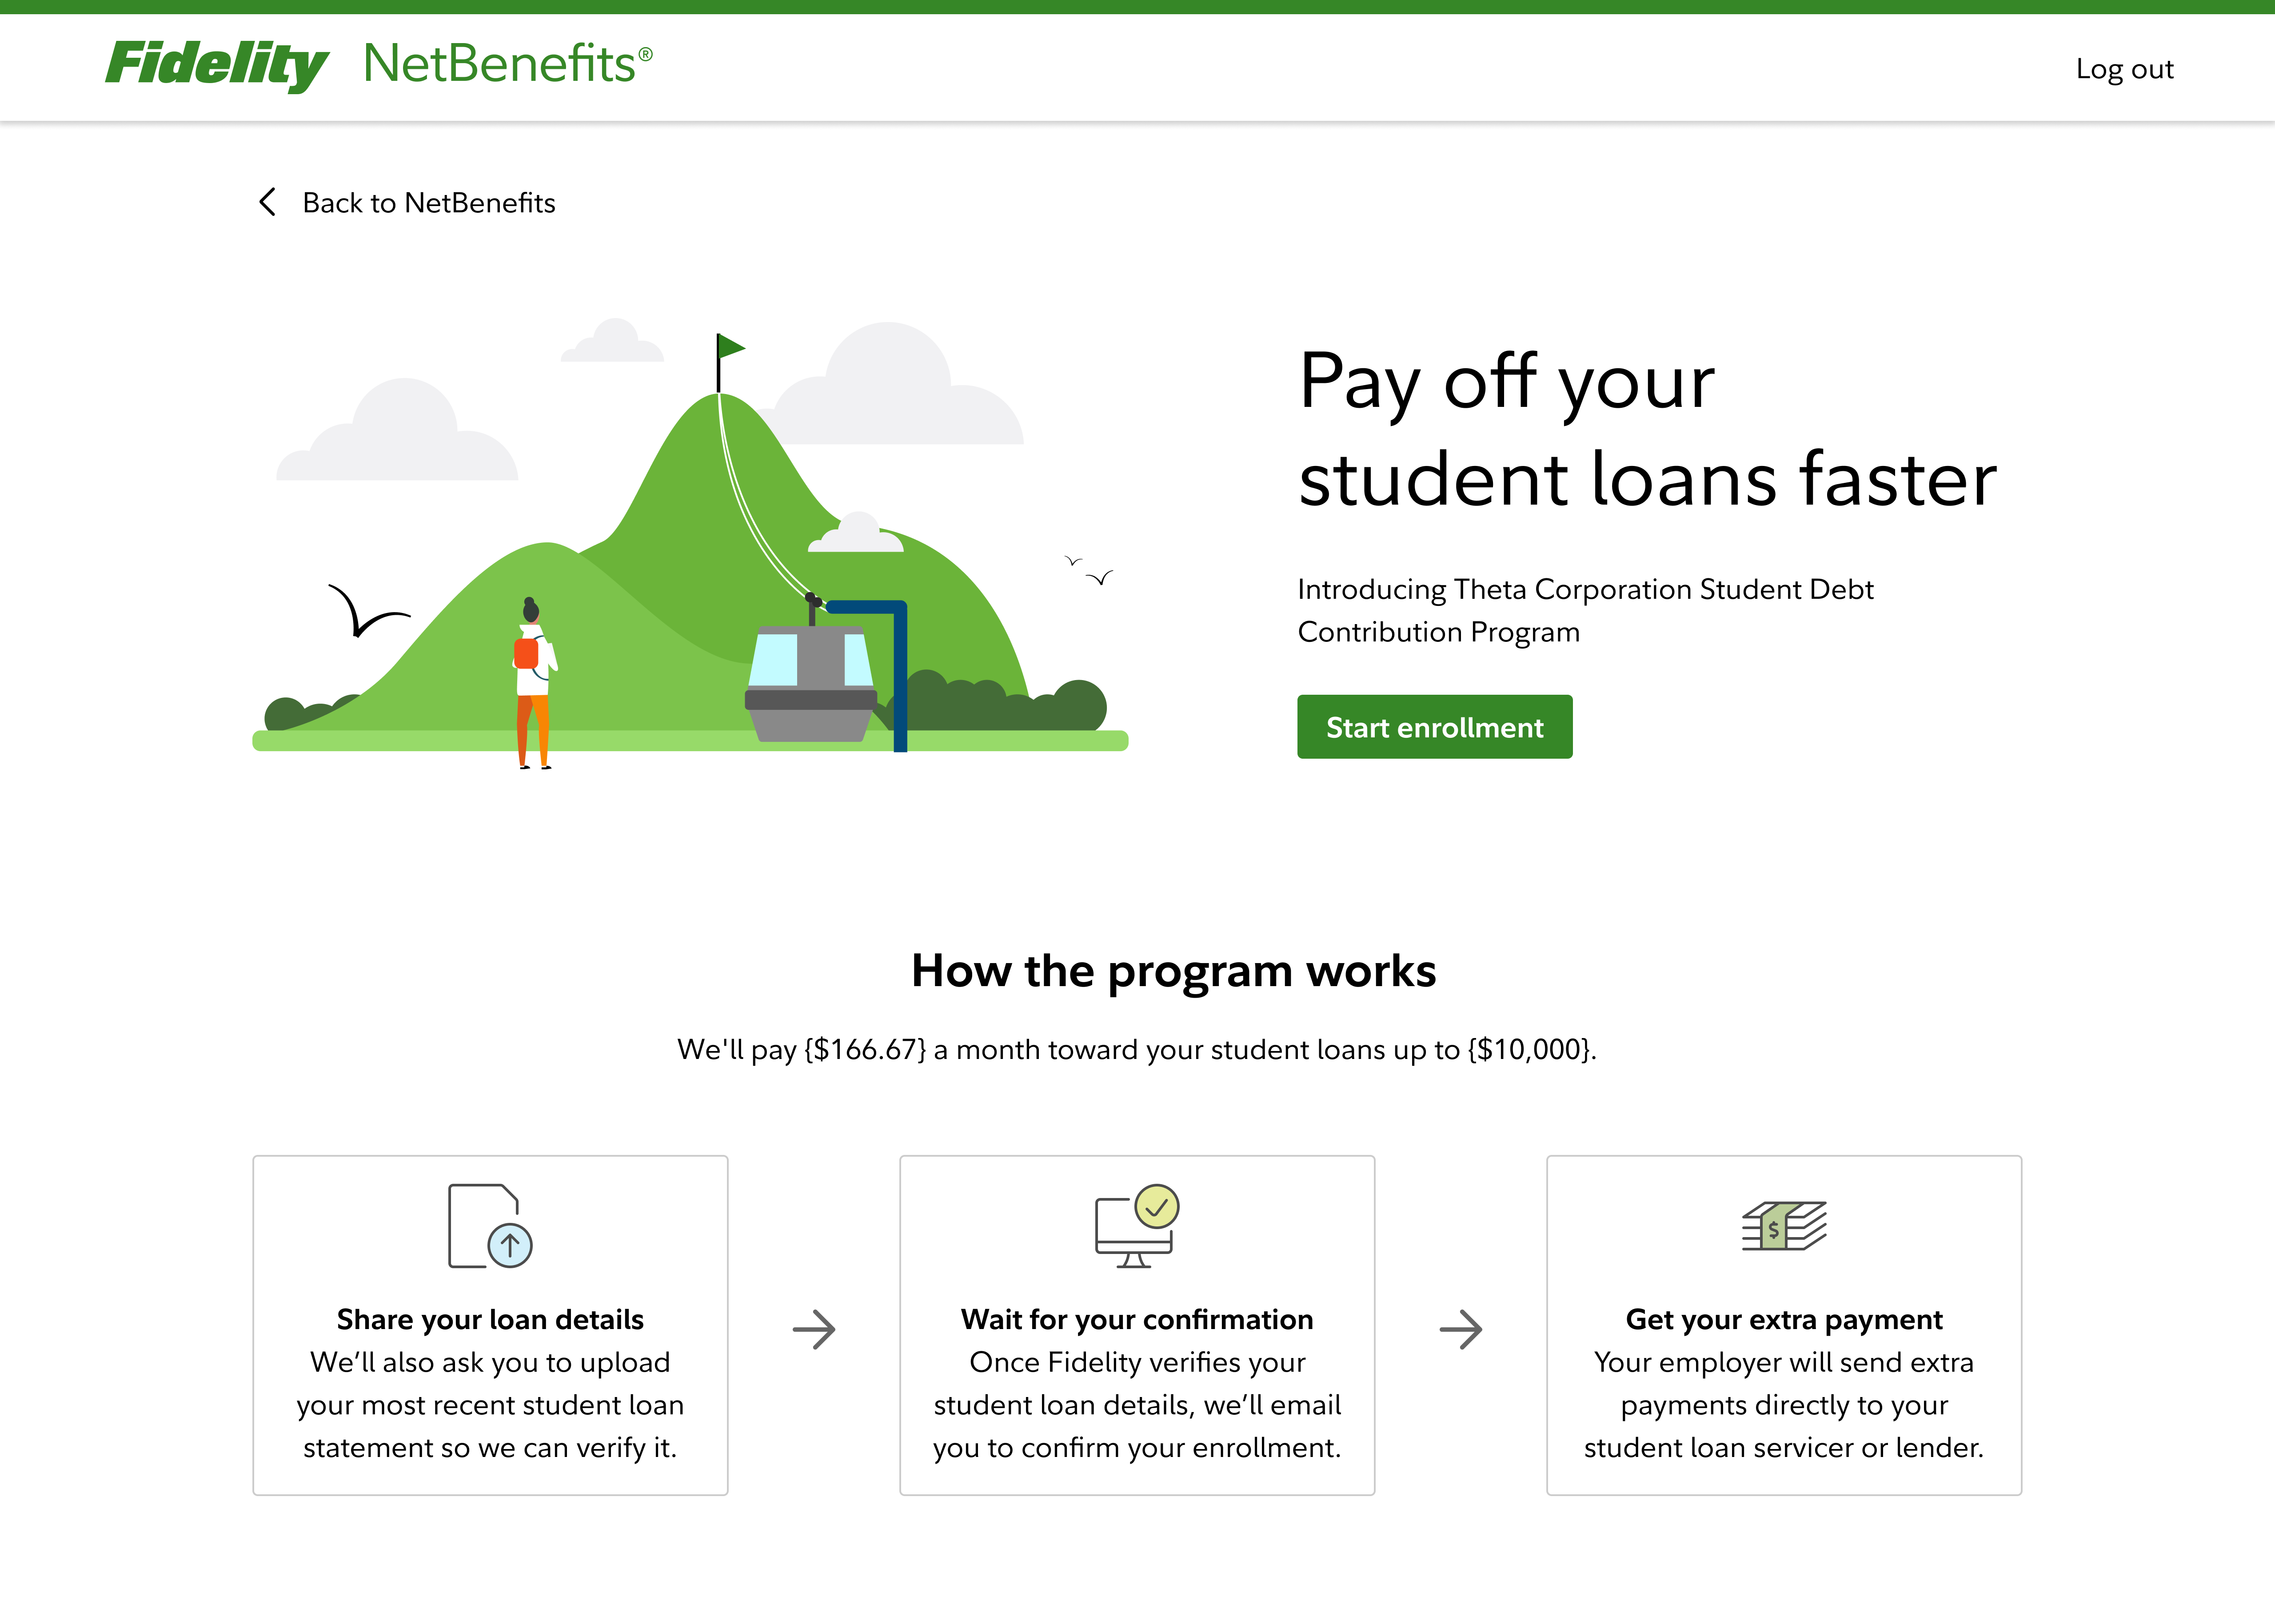 Fidelity NetBenefits®
Log out
Back to NetBenefits
Pay off your
student loans faster
Introducing Theta Corporation Student Debt
Contribution Program
Start enrollment
How the program works
We'll pay {$166.67} a month toward your student loans up to {$10,000}.
Share your loan details
We’ll also ask you to upload
your most recent student loan
statement so we can verify it.
Wait for your confirmation
Once Fidelity verifies your
student loan details, we’ll email
you to confirm your enrollment.
$
Get your extra payment
Your employer will send extra
payments directly to your
student loan servicer or lender.